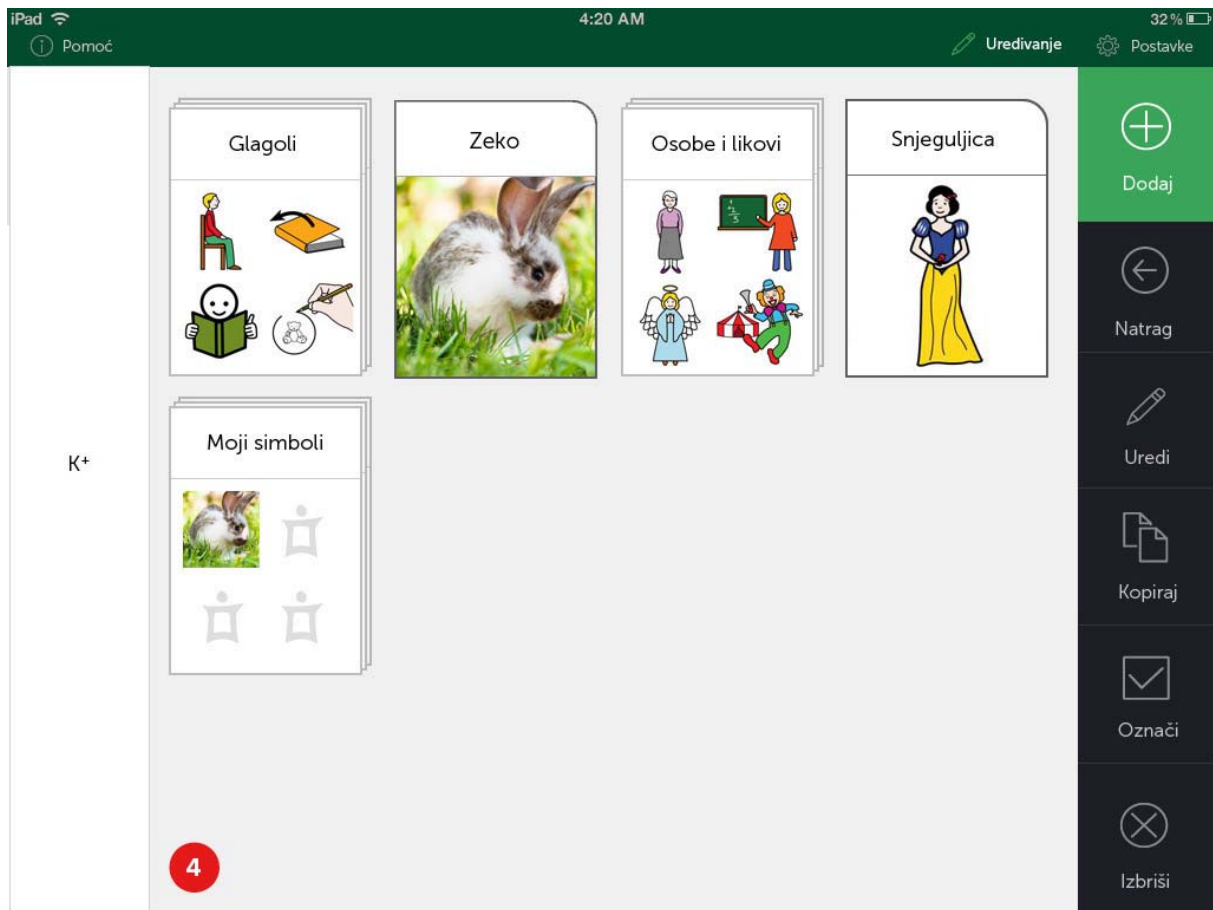 iPad 4:20 AM 32 %
Pomoć Uredivanje Postavke
Glagoli Zeko Osobe i likovi Snjeguljica
Dodaj
Natrag
Moji simboli
K+
Uredi
Kopiraj
Označi
4
Izbriši